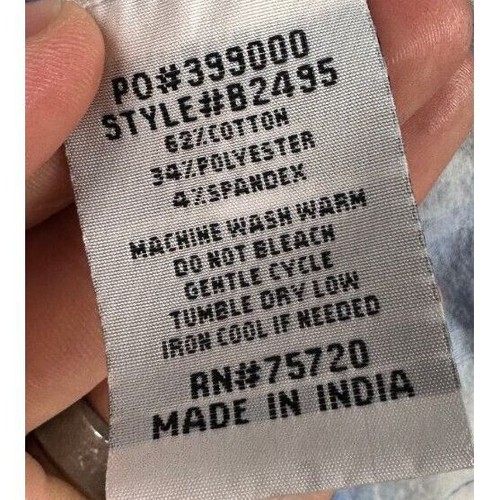 PO#399000
STYLE#B2495
62%COTTON
34%POLYESTER
4%SPANDEX
MACHINE WASH WARM
DO NOT BLEACH
GENTLE CYCLE
TUMBLE DRY LOW
IRON COOL IF NEEDED
RN#75720
MADE IN INDIA